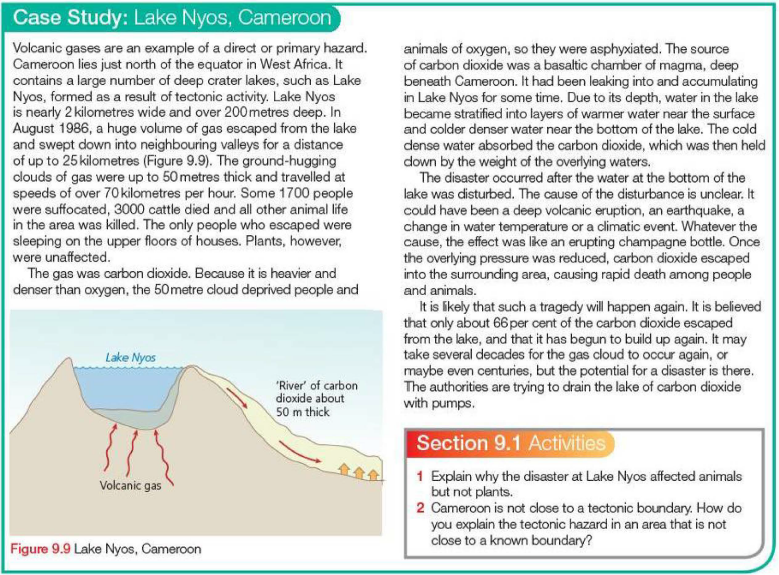 Case Study: Lake Nyos, Cameroon
Volcanic gases are an example of a direct or primary hazard.
Cameroon lies just north of the equator in West Africa. It
contains a large number of deep crater lakes, such as Lake
Nyos, formed as a result of tectonic activity. Lake Nyos
is nearly 2 kilometres wide and over 200 metres deep. In
August 1986, a huge volume of gas escaped from the lake
and swept down into neighbouring valleys for a distance
of up to 25 kilometres (Figure 9.9). The ground-hugging
clouds of gas were up to 50 metres thick and travelled at
speeds of over 70 kilometres per hour. Some 1700 people
were suffocated, 3000 cattle died and all other animal life
in the area was killed. The only people who escaped were
sleeping on the upper floors of houses. Plants, however,
were unaffected.
The gas was carbon dioxide. Because it is heavier and
denser than oxygen, the 50 metre cloud deprived people and
Lake Nyos
'River' of carbon
dioxide about
50 m thick
Volcanic gas
Figure 9.9 Lake Nyos, Cameroon
animals of oxygen, so they were asphyxiated. The source
of carbon dioxide was a basaltic chamber of magma, deep
beneath Cameroon. It had been leaking into and accumulating
in Lake Nyos for some time. Due to its depth, water in the lake
became stratified into layers of warmer water near the surface
and colder denser water near the bottom of the lake. The cold
dense water absorbed the carbon dioxide, which was then held
down by the weight of the overlying waters.
The disaster occurred after the water at the bottom of the
lake was disturbed. The cause of the disturbance is unclear. It
could have been a deep volcanic eruption, an earthquake, a
change in water temperature or a climatic event. Whatever the
cause, the effect was like an erupting champagne bottle. Once
the overlying pressure was reduced, carbon dioxide escaped
into the surrounding area, causing rapid death among people
and animals.
It is likely that such a tragedy will happen again. It is believed
that only about 66 per cent of the carbon dioxide escaped
from the lake, and that it has begun to build up again. It may
take several decades for the gas cloud to occur again, or
maybe even centuries, but the potential for a disaster is there.
The authorities are trying to drain the lake of carbon dioxide
with pumps.
Section 9.1 Activities
1 Explain why the disaster at Lake Nyos affected animals
but not plants.
2 Cameroon is not close to a tectonic boundary. How do
you explain the tectonic hazard in an area that is not
close to a known boundary?